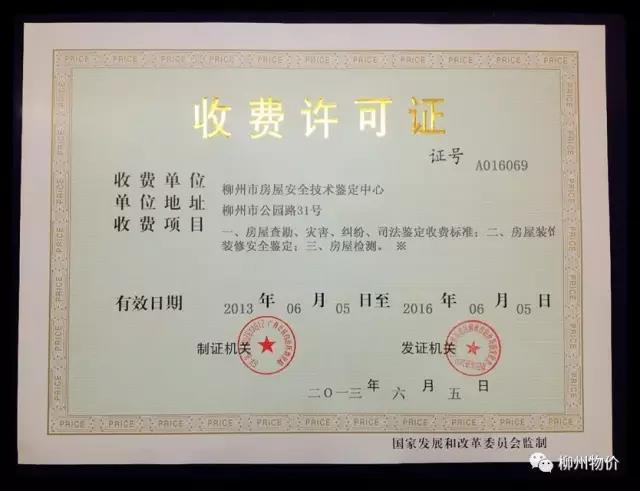 收费许可证
证号 A016069
收费单位 柳州市房屋安全技术鉴定中心
单位地址 柳州市公园路31号
收费项目 一、房屋查勘、灾害、纠纷、司法鉴定收费标准；二、房屋装饰
装修安全鉴定；三、房屋检测。※
有效日期 2013 年 06 月 05 日至 2016 年 06 月 05 日
制证机关 发证机关
二〇一三年 六 月 五 日
国家发展和改革委员会监制
柳州物价